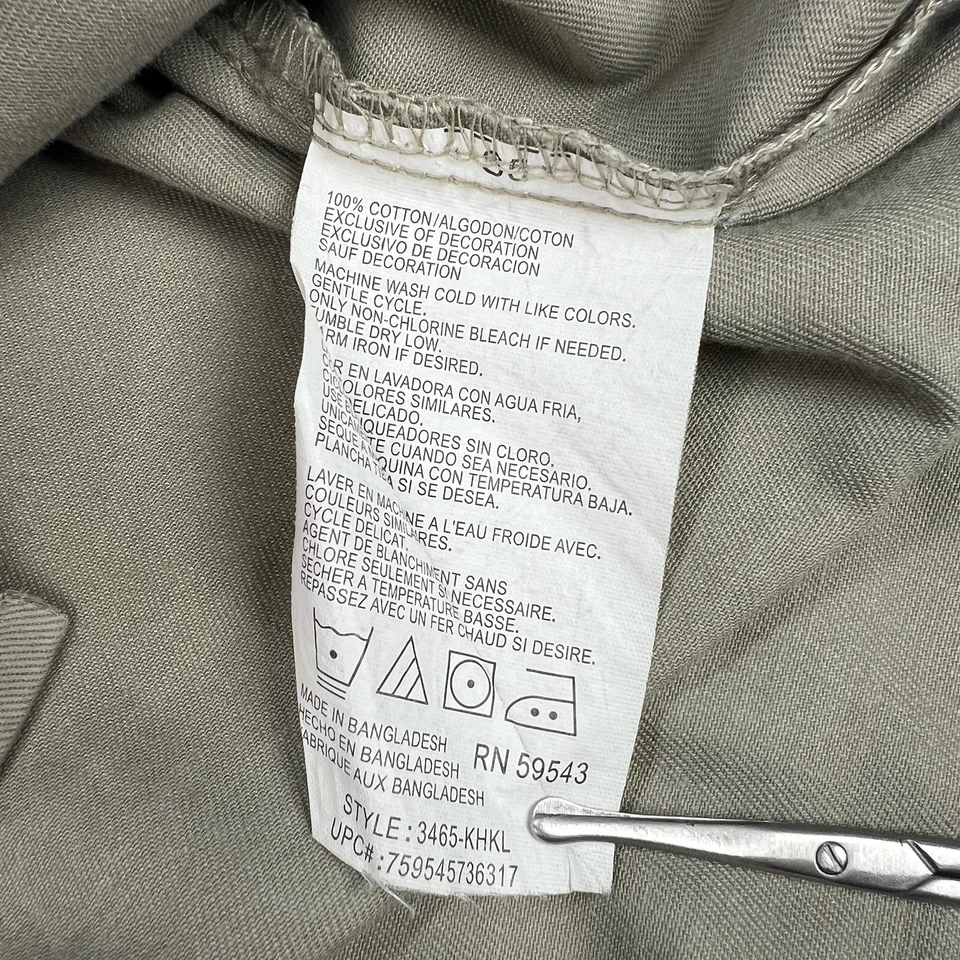 100% COTTON/ALGODON/COTON
EXCLUSIVE OF DECORATION
EXCLUSIVO DE DECORACION
SAUF DECORATION
MACHINE WASH COLD WITH LIKE COLORS.
GENTLE CYCLE.
ONLY NON-CHLORINE BLEACH IF NEEDED.
TUMBLE DRY LOW.
ARM IRON IF DESIRED.
EN LAVADORA CON AGUA FRIA,
COLORES SIMILARES.
DELICADO.
SIN CLORO.
CUANDO SEA NECESARIO.
CON TEMPERATURA BAJA.
SI SE DESEA.
LAVER EN MACHINE A L'EAU FROIDE AVEC.
COULEURS SIMILARES.
CYCLE DELICAT.
AGENT DE BLANCHIMENT SANS
CHLORE SEULEMENT SI NECESSAIRE.
SECHER A TEMPERATURE BASSE.
REPASSEZ AVEC UN FER CHAUD SI DESIRE.
MADE IN BANGLADESH
HECHO EN BANGLADESH RN 59543
FABRIQUE AUX BANGLADESH
STYLE : 3465-KHKL
UPC# : 759545736317